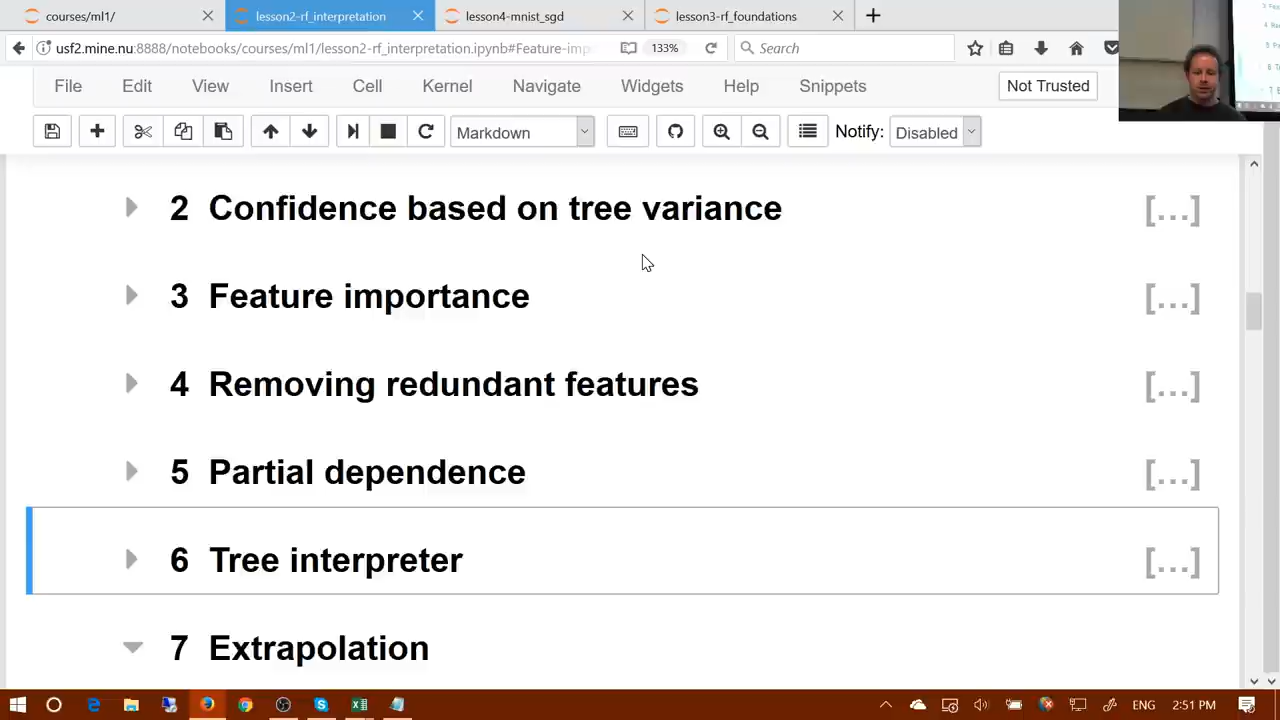 courses/ml1/
lesson2-rf_interpretation
lesson4-mnist_sgd
lesson3-rf_foundations
usf2.mine.nu:8888/notebooks/courses/ml1/lesson2-rf_interpretation.ipynb#Feature-imp
133%
Search
File Edit View Insert Cell Kernel Navigate Widgets Help Snippets
Not Trusted
Markdown
Notify: Disabled
2 Confidence based on tree variance [...]
3 Feature importance [...]
4 Removing redundant features [...]
5 Partial dependence [...]
6 Tree interpreter [...]
7 Extrapolation
ENG 2:51 PM